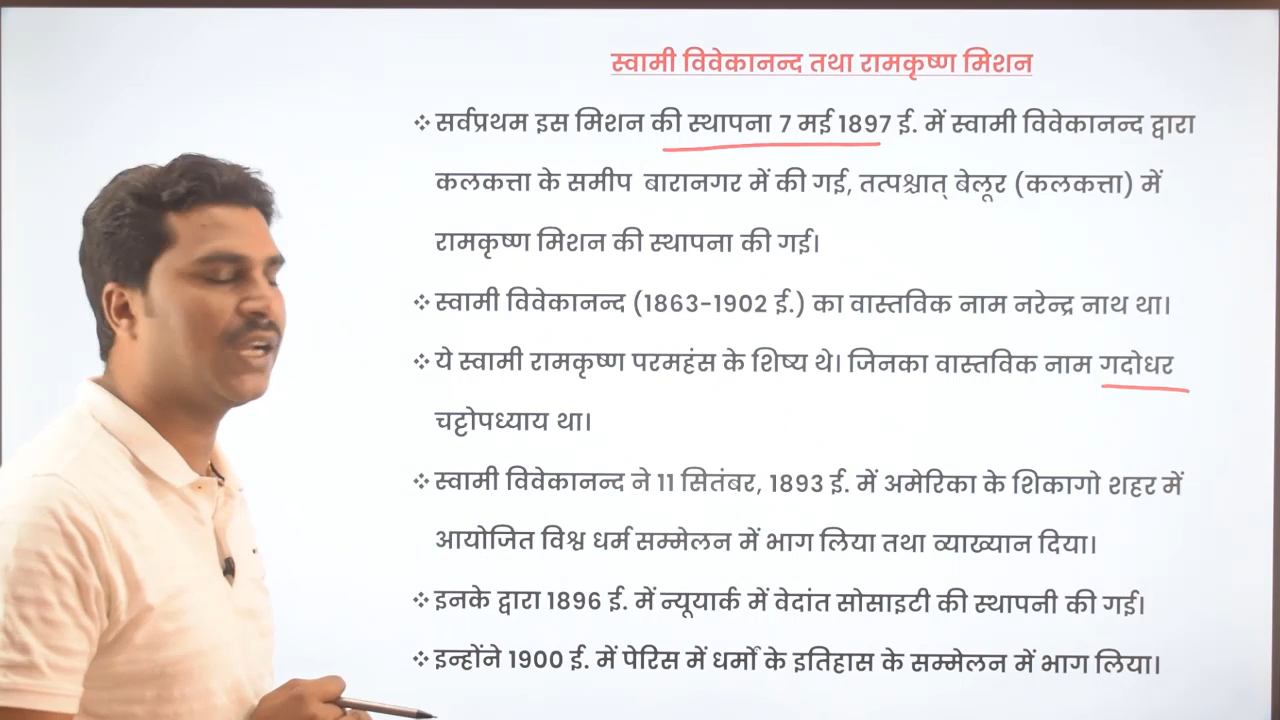 स्वामी विवेकानन्द तथा रामकृष्ण मिशन
❖ सर्वप्रथम इस मिशन की स्थापना 7 मई 1897 ई. में स्वामी विवेकानन्द द्वारा
कलकत्ता के समीप बारानगर में की गई, तत्पश्चात् बेलूर (कलकत्ता) में
रामकृष्ण मिशन की स्थापना की गई।
❖ स्वामी विवेकानन्द (1863-1902 ई.) का वास्तविक नाम नरेन्द्र नाथ था।
❖ ये स्वामी रामकृष्ण परमहंस के शिष्य थे। जिनका वास्तविक नाम गदोधर
चट्टोपध्याय था।
❖ स्वामी विवेकानन्द ने 11 सितंबर, 1893 ई. में अमेरिका के शिकागो शहर में
आयोजित विश्व धर्म सम्मेलन में भाग लिया तथा व्याख्यान दिया।
❖ इनके द्वारा 1896 ई. में न्यूयार्क में वेदांत सोसाइटी की स्थापनी की गई।
❖ इन्होंने 1900 ई. में पेरिस में धर्मों के इतिहास के सम्मेलन में भाग लिया।